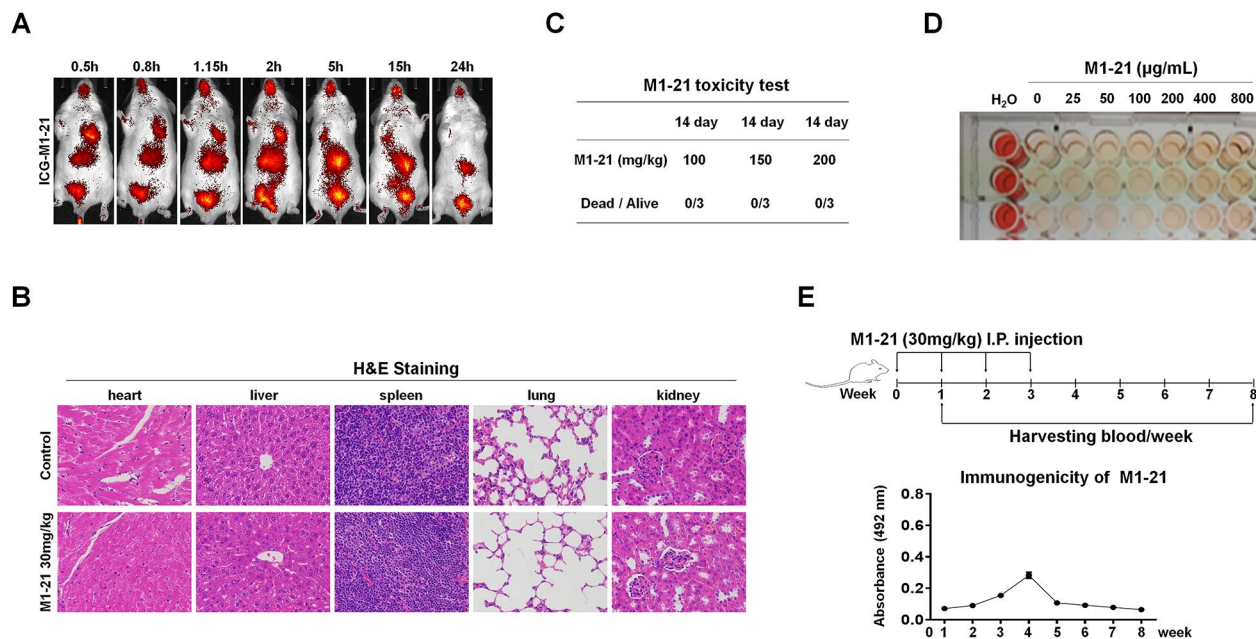 A
0.5h 0.8h 1.15h 2h 5h 15h 24h
ICG-M1-21
C
M1-21 toxicity test
14 day 14 day 14 day
M1-21 (mg/kg) 100 150 200
Dead / Alive 0/3 0/3 0/3
D
M1-21 (µg/mL)
H₂O 0 25 50 100 200 400 800
B
H&E Staining
heart liver spleen lung kidney
Control
M1-21 30mg/kg
E
M1-21 (30mg/kg) I.P. injection
Week 0 1 2 3 4 5 6 7 8
Harvesting blood/week
Immunogenicity of M1-21
Absorbance (492 nm)
0.8
0.6
0.4
0.2
0.0
0 1 2 3 4 5 6 7 8 week